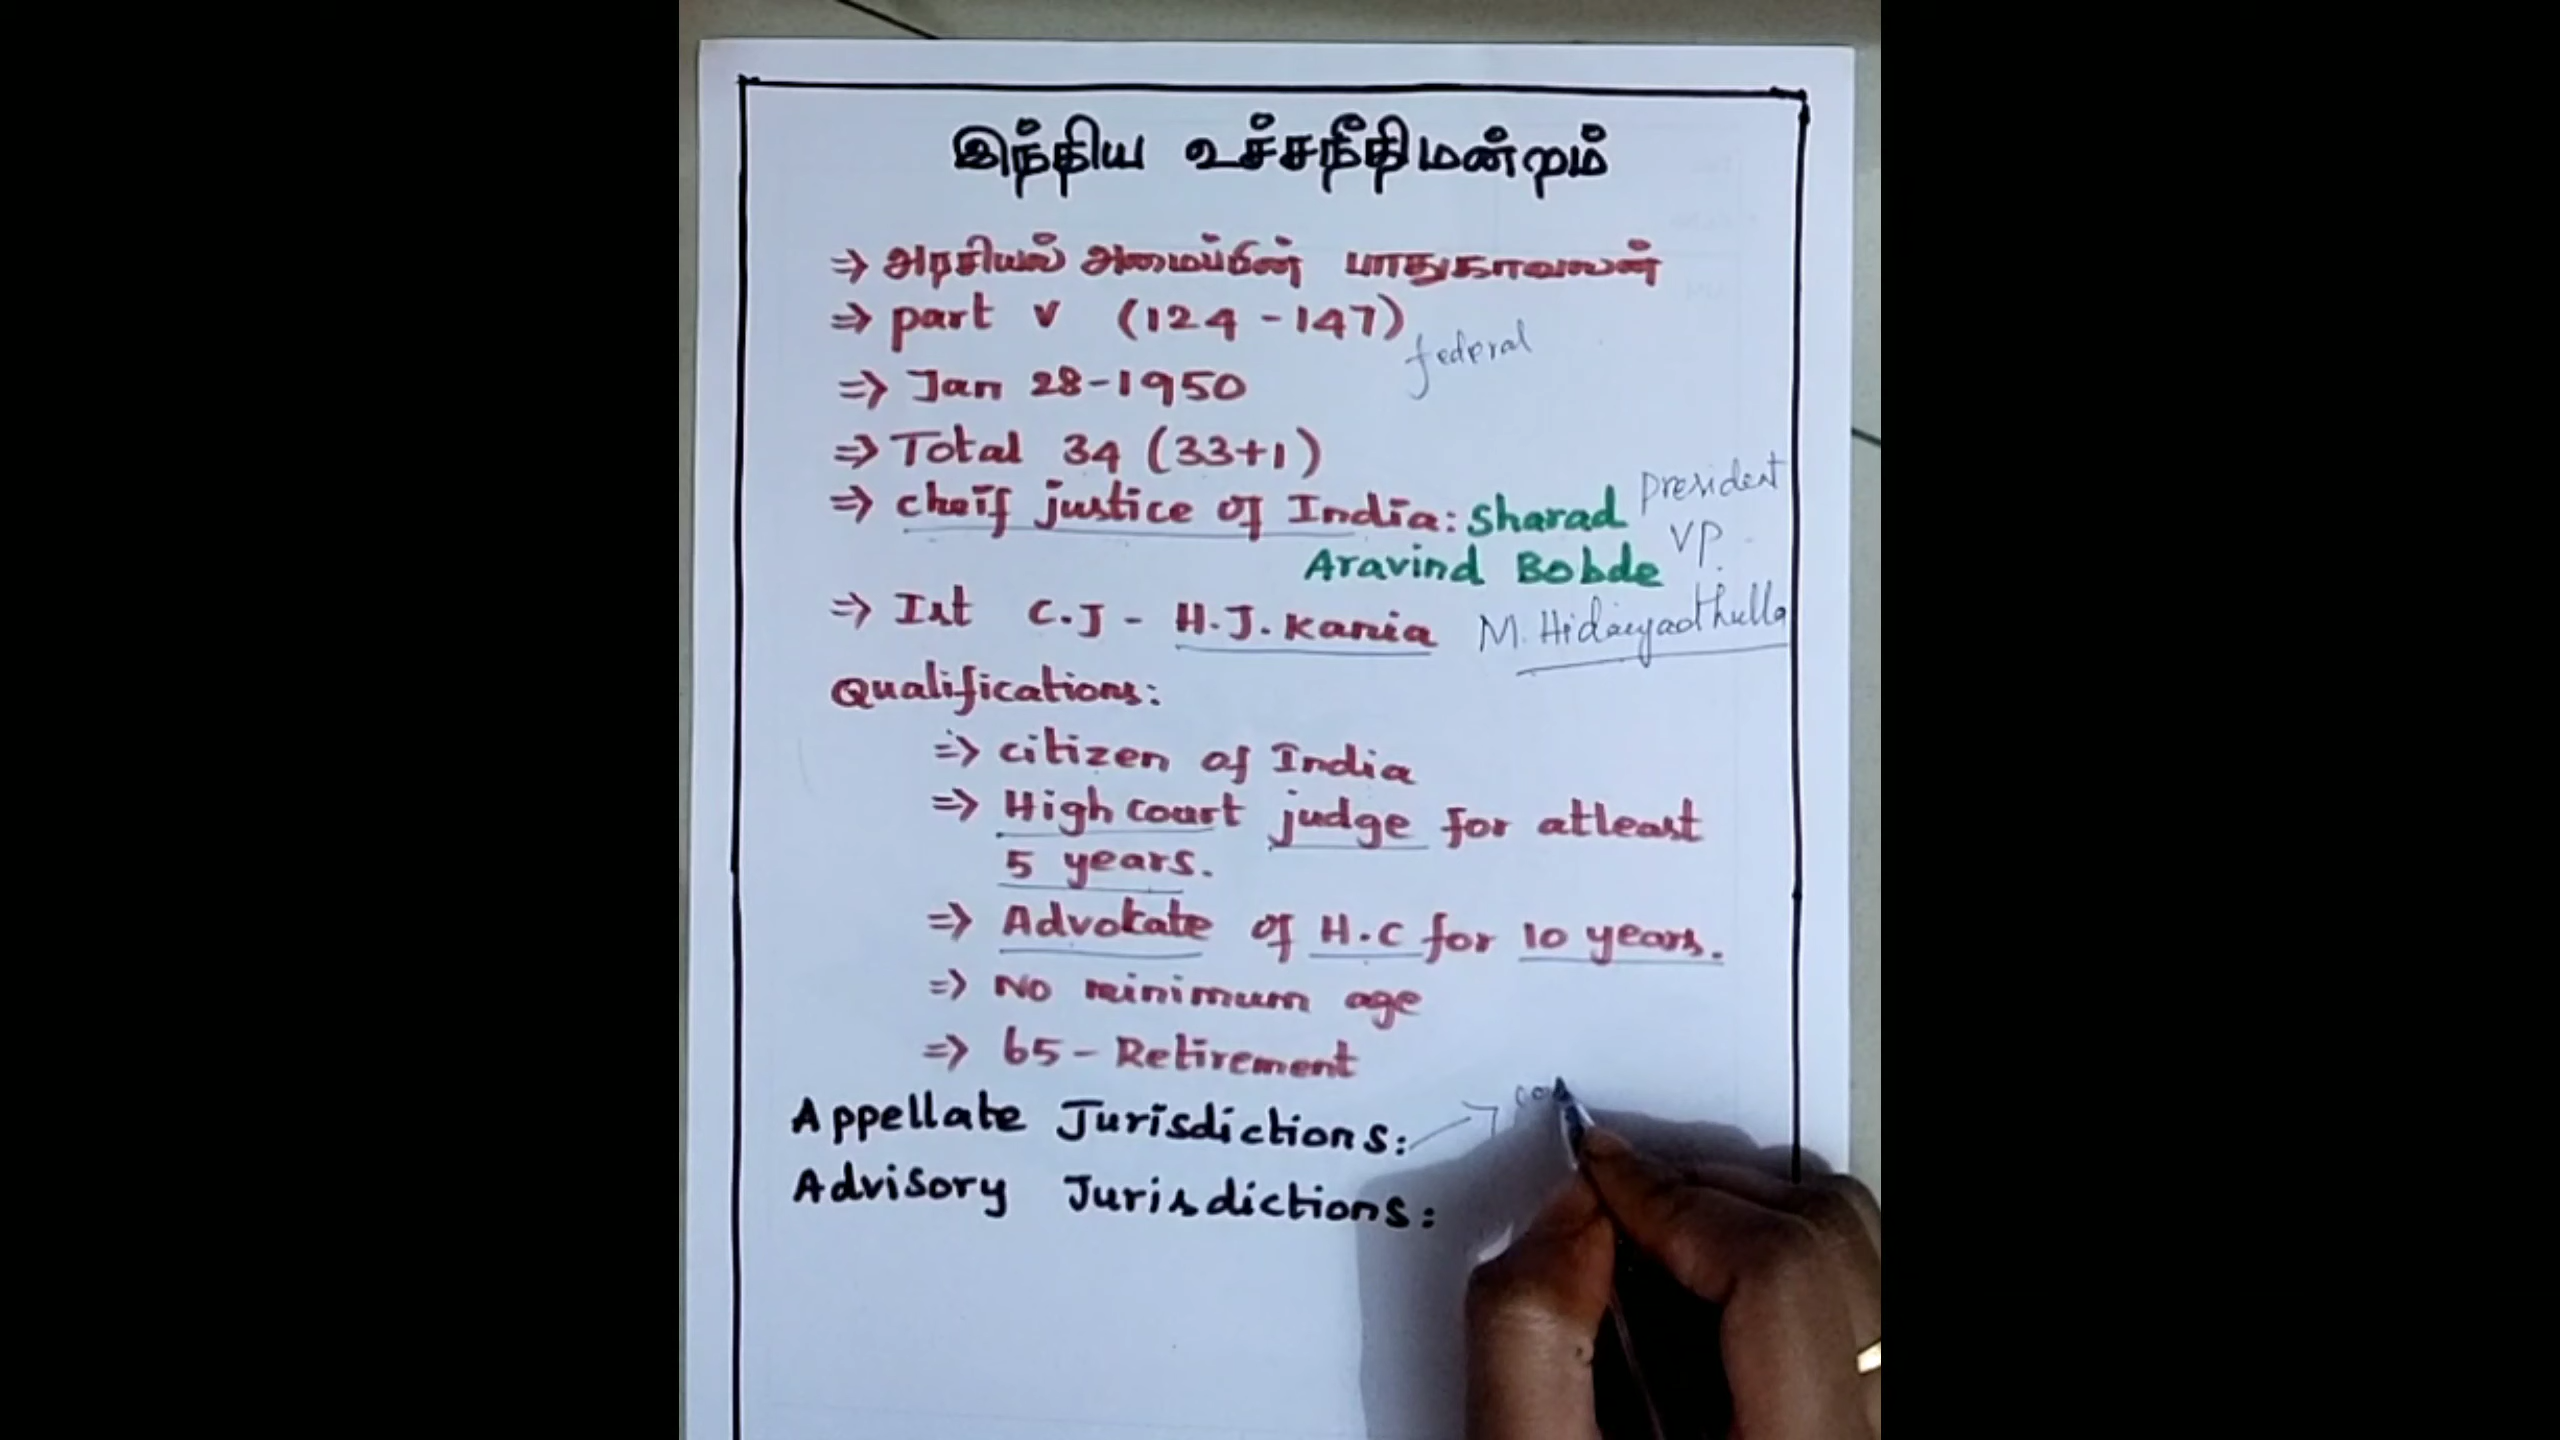 இந்திய உச்சநீதிமன்றம்
=> அரசியல் அமைப்பின் பாதுகாவலன்
=> part V (124-147)
federal
=> Jan 28-1950
=> Total 34 (33+1)
=> cheif justice of India: Sharad president
Aravind Bobde VP.
=> Ist C.J - H.J. Kania M. Hidaiyaothulla
Qualifications:
=> citizen of India
=> High court judge for atleast
5 years.
=> Advokate of H.C for 10 years.
=> No minimum age
=> 65 - Retirement
Appellate Jurisdictions:
Advisory Jurisdictions: